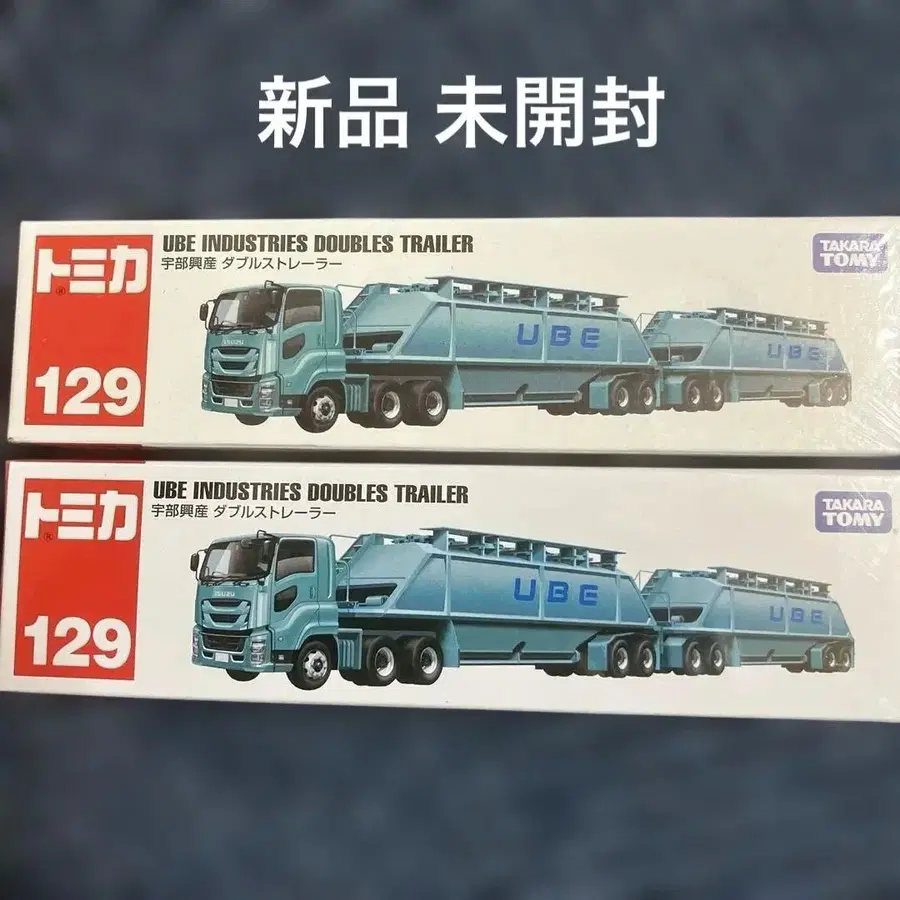 新品 未開封
UBE INDUSTRIES DOUBLES TRAILER
宇部興産 ダブルストレーラー
トミカ
®
129
TAKARA
TOMY
ISUZU
UBE
UBE
UBE INDUSTRIES DOUBLES TRAILER
宇部興産 ダブルストレーラー
トミカ
®
129
TAKARA
TOMY
ISUZU
UBE
UBE